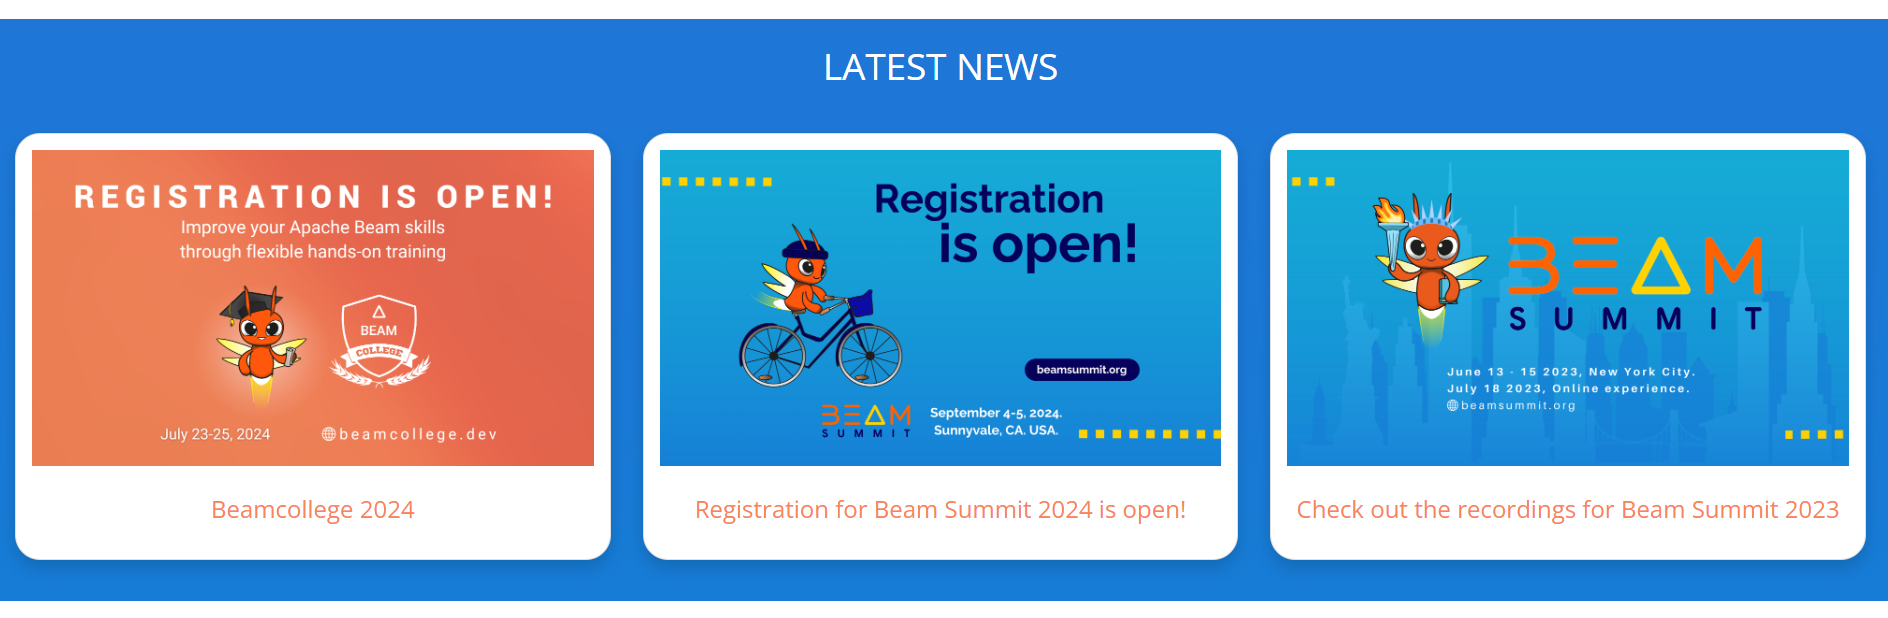 LATEST NEWS
REGISTRATION IS OPEN!
Improve your Apache Beam skills
through flexible hands-on training
BEAM
COLLEGE
July 23-25, 2024
beamcollege.dev
Beamcollege 2024
Registration
is open!
beamsummit.org
BEAM
SUMMIT
September 4-5, 2024.
Sunnyvale, CA. USA.
Registration for Beam Summit 2024 is open!
BEAM
SUMMIT
June 13 - 15 2023, New York City.
July 18 2023, Online experience.
beamsummit.org
Check out the recordings for Beam Summit 2023